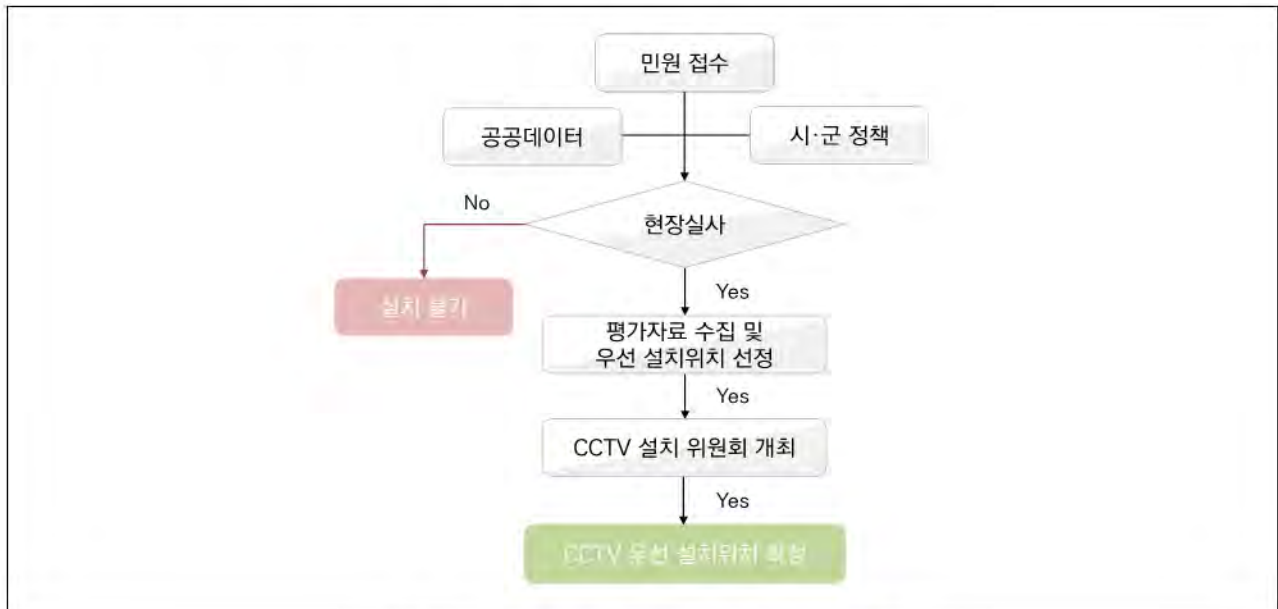 민원 접수
공공데이터
시·군 정책
현장실사
No
설치 불가
Yes
평가자료 수집 및
우선 설치위치 선정
Yes
CCTV 설치 위원회 개최
Yes
CCTV 우선 설치위치 확정